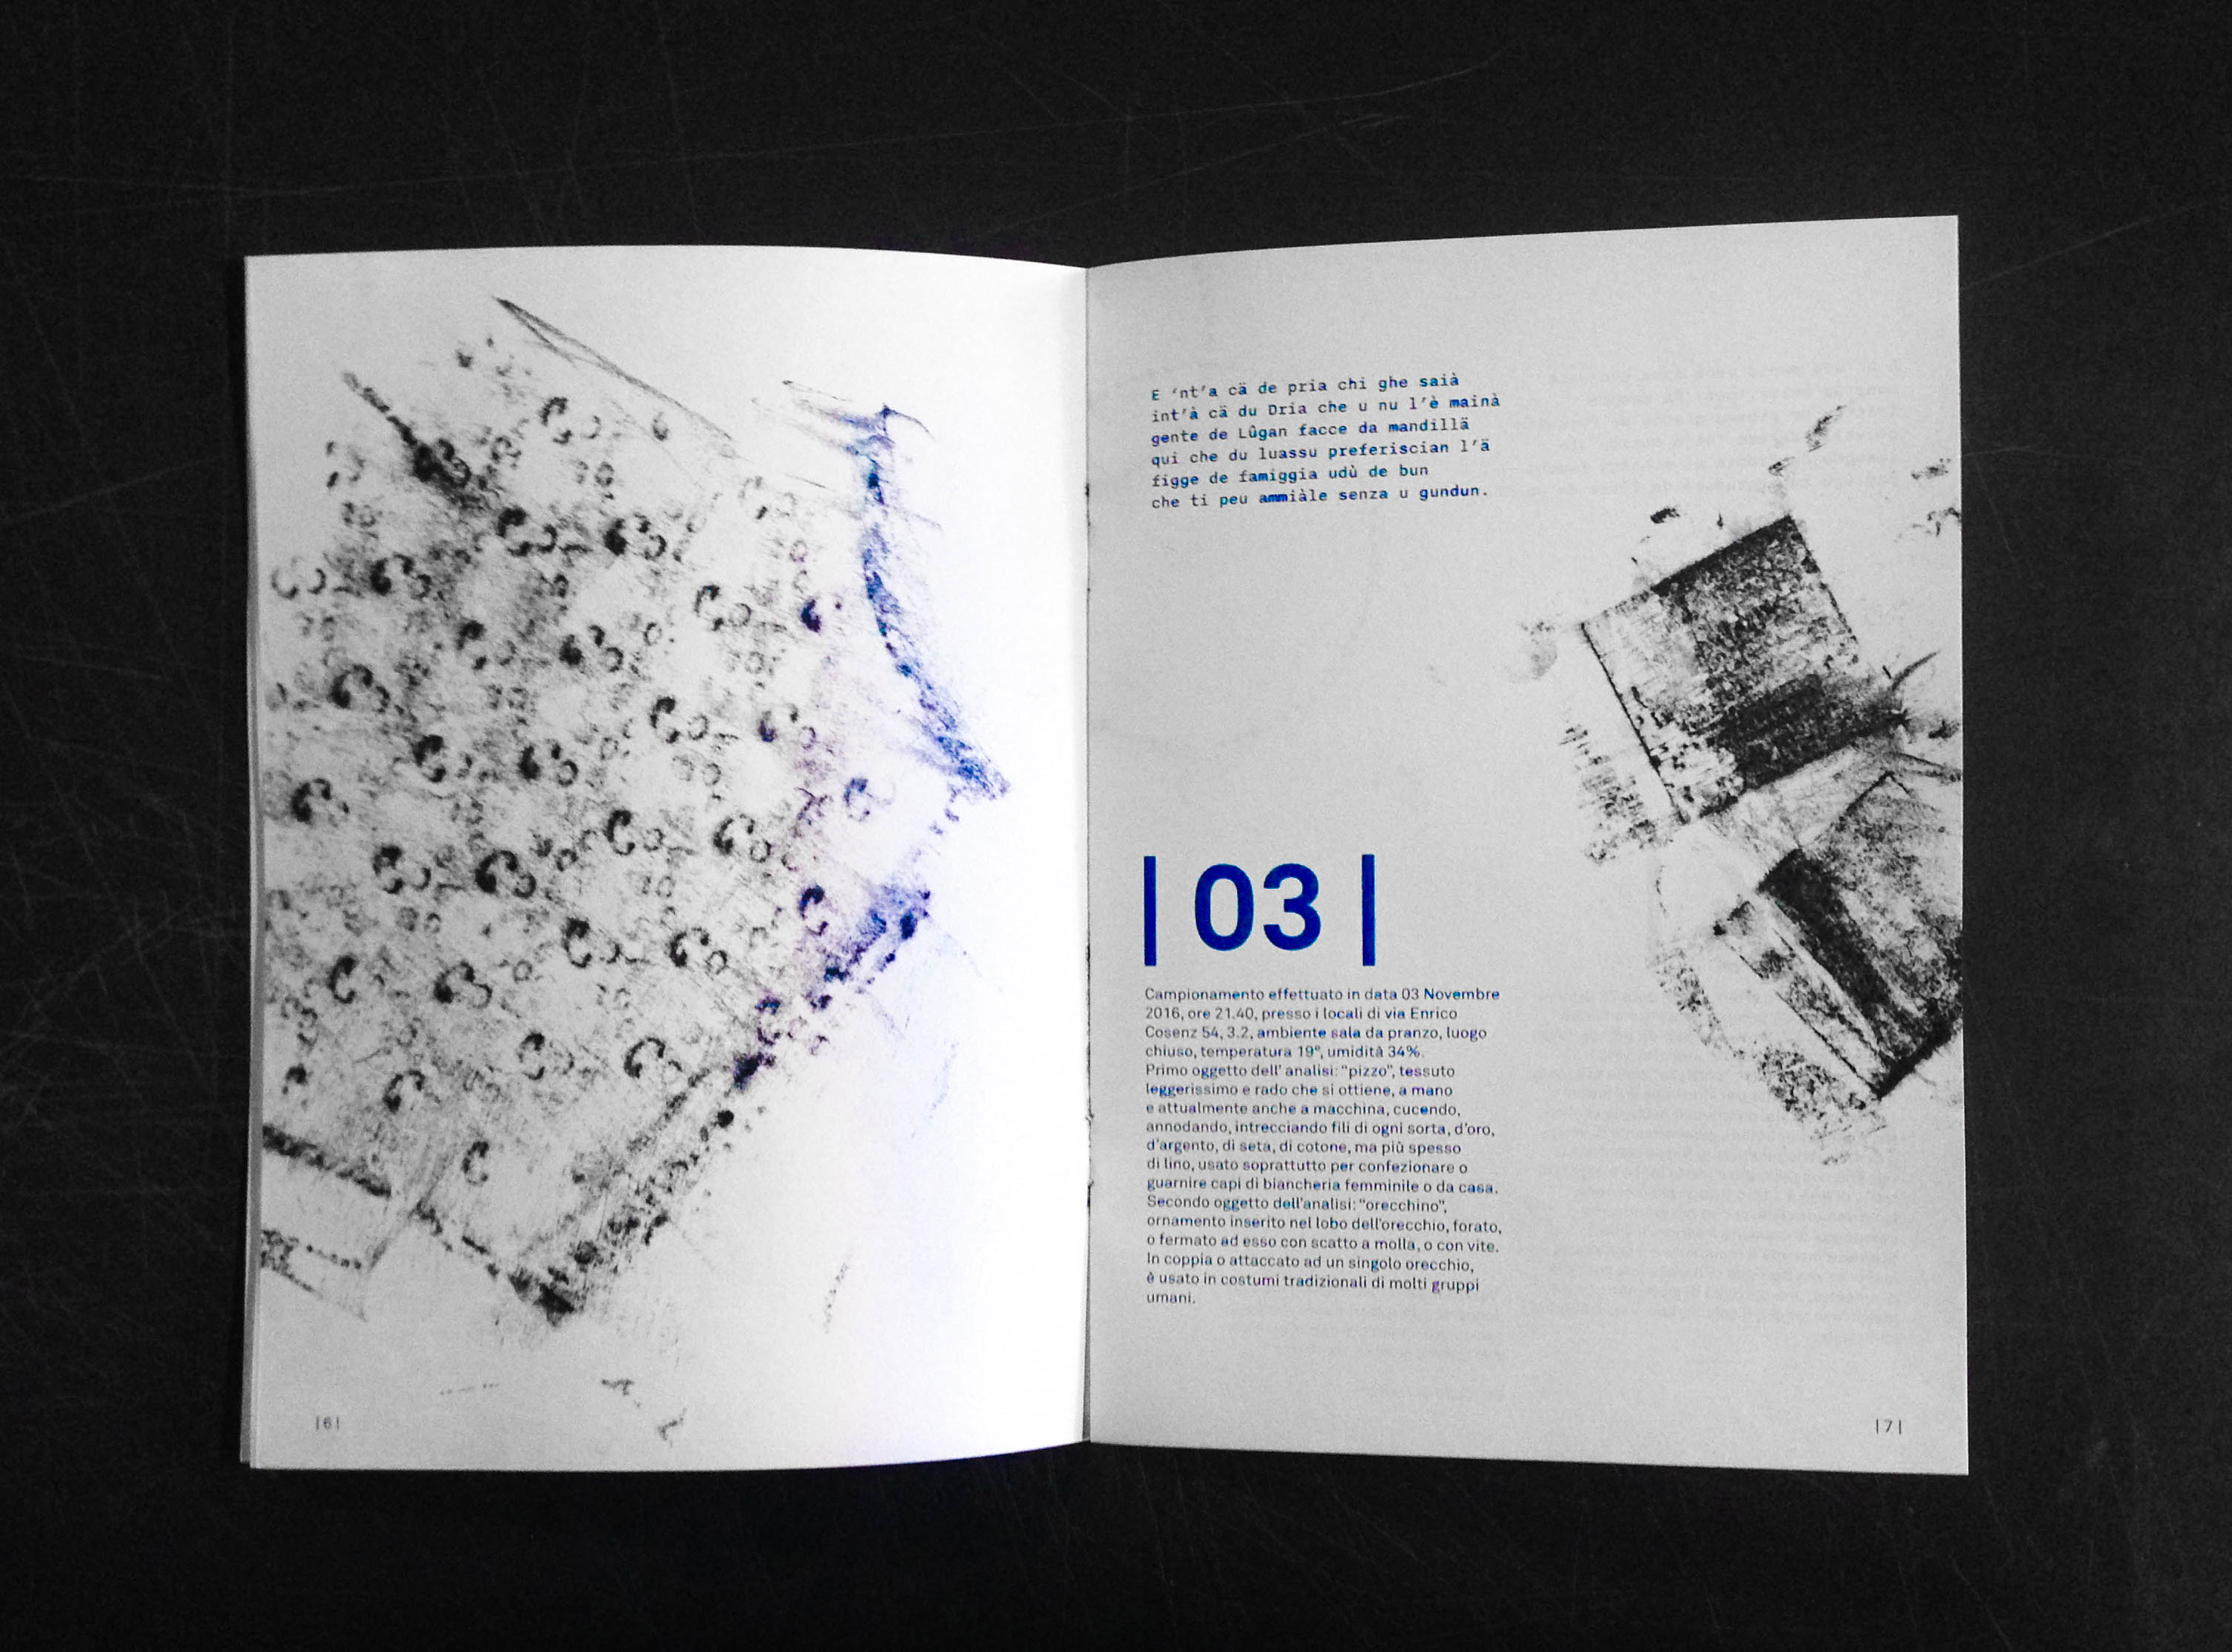 E ‘nt’a cä de pria chi ghe saià
int’à cä du Dria che u nu l’è mainà
gente de Lûgan facce da mandillä
qui che du luassu preferiscian l’ä
figge de famiggia udù de bun
che ti peu ammiàle senza u gundun.
|03|
Campionamento effettuato in data 03 Novembre
2016, ore 21.40, presso i locali di via Enrico
Cosenz 54, 3.2, ambiente sala da pranzo, luogo
chiuso, temperatura 19°, umidità 34%.
Primo oggetto dell’ analisi: “pizzo”, tessuto
leggerissimo e rado che si ottiene, a mano
e attualmente anche a macchina, cucendo,
annodando, intrecciando fili di ogni sorta, d’oro,
d’argento, di seta, di cotone, ma più spesso
di lino, usato soprattutto per confezionare o
guarnire capi di biancheria femminile o da casa.
Secondo oggetto dell’analisi: “orecchino”,
ornamento inserito nel lobo dell’orecchio, forato,
o fermato ad esso con scatto a molla, o con vite.
In coppia o attaccato ad un singolo orecchio,
è usato in costumi tradizionali di molti gruppi
umani.
|6|
|7|